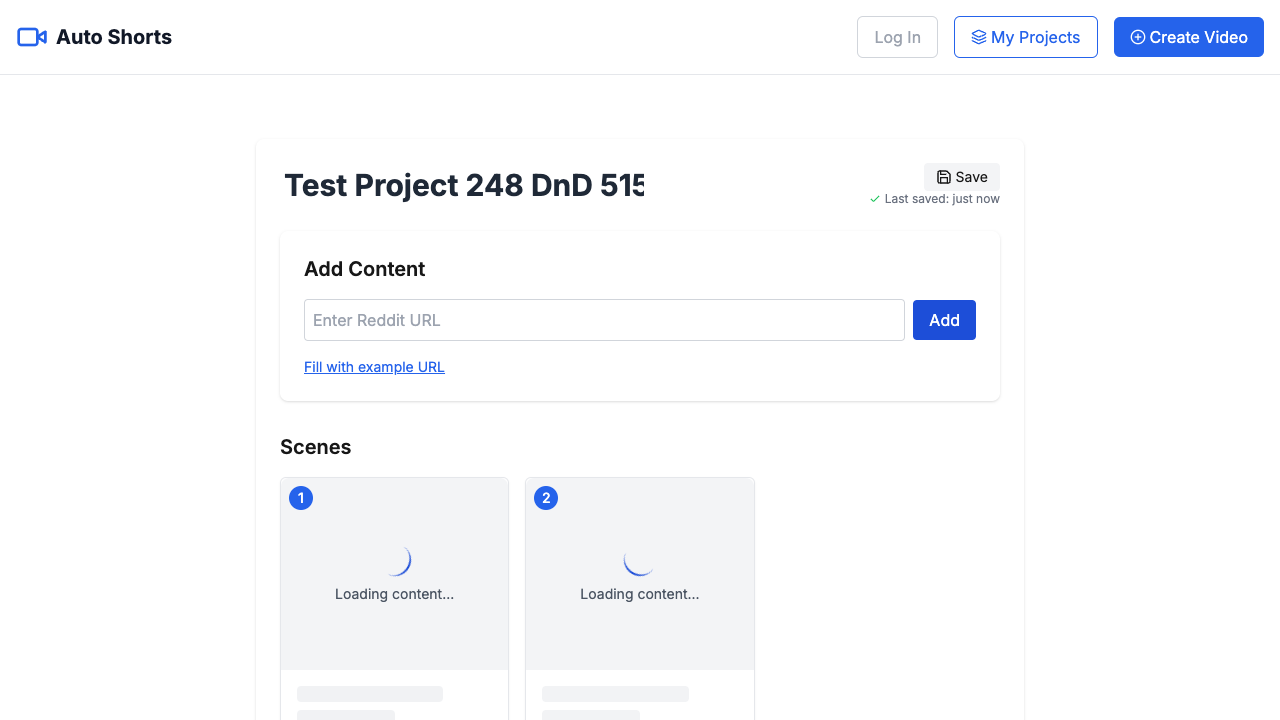 Auto Shorts
Log In
My Projects
Create Video
Test Project 248 DnD 515
Save
Last saved: just now
Add Content
Enter Reddit URL
Add
Fill with example URL
Scenes
1
Loading content...
2
Loading content...